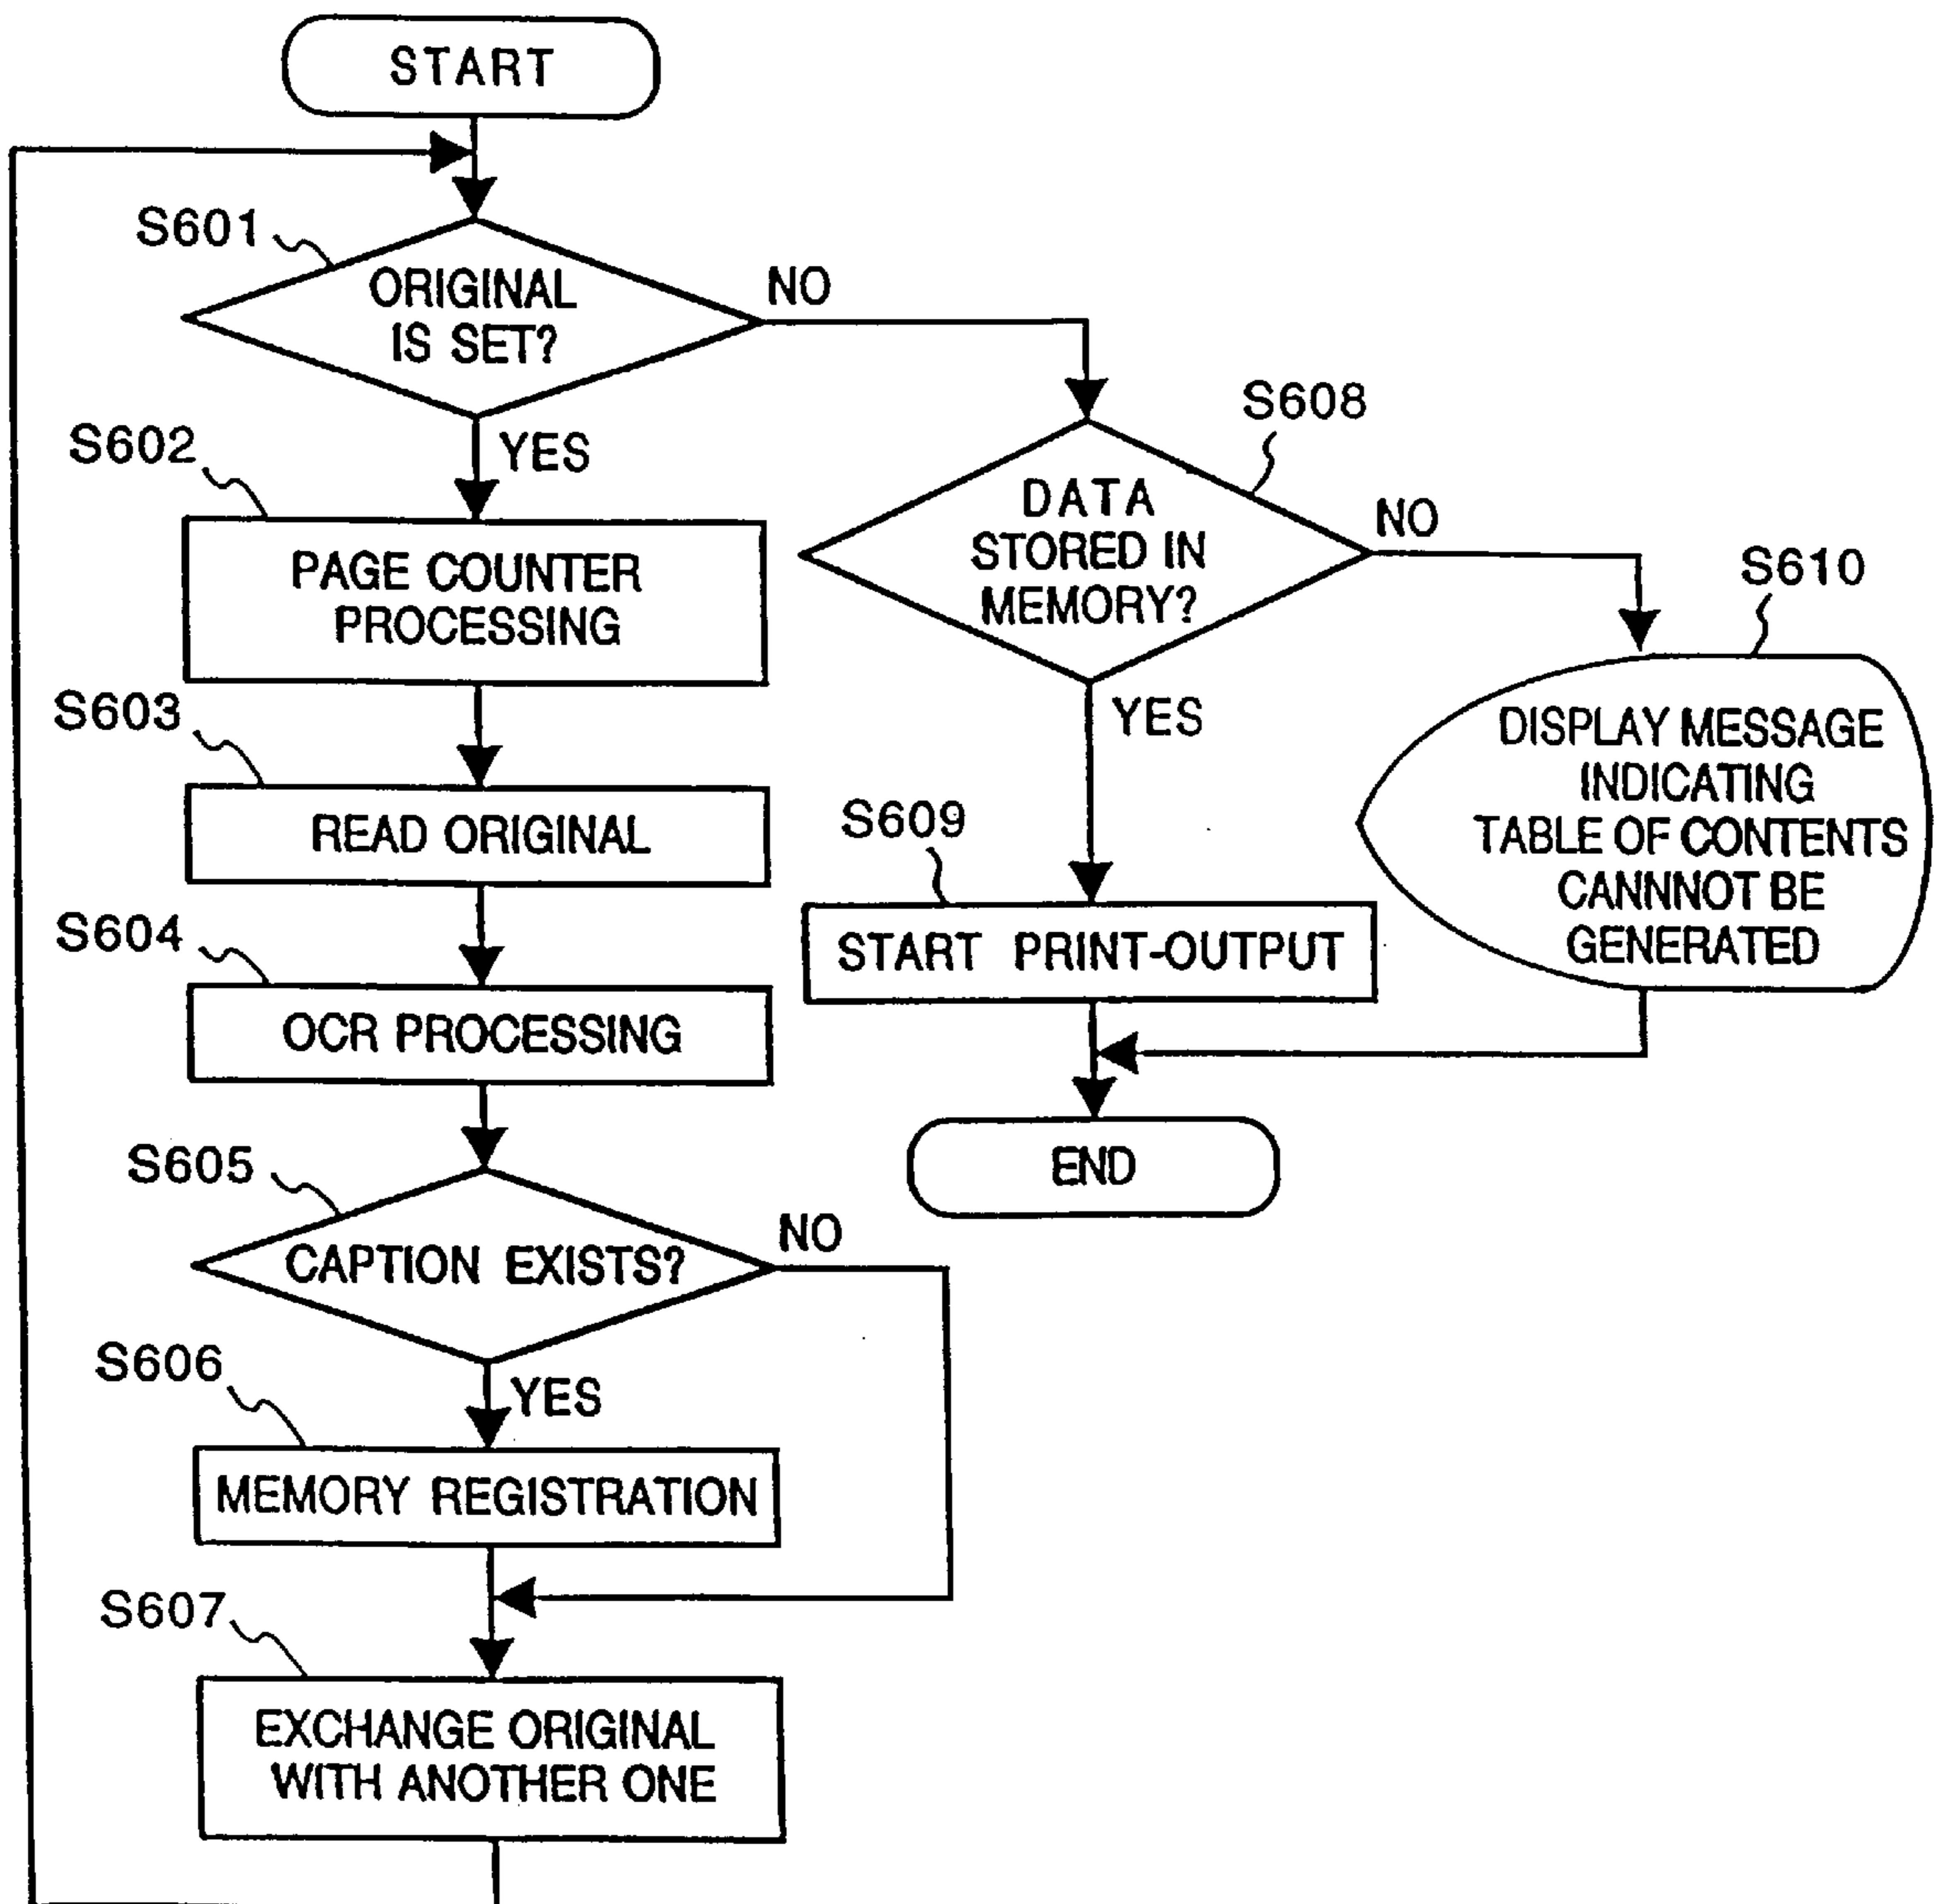 START
S601
ORIGINAL
IS SET?
NO
YES
S602
PAGE COUNTER
PROCESSING
S603
READ ORIGINAL
S604
OCR PROCESSING
S605
CAPTION EXISTS?
NO
YES
S606
MEMORY REGISTRATION
S607
EXCHANGE ORIGINAL
WITH ANOTHER ONE
S608
DATA
STORED IN
MEMORY?
NO
YES
S609
START PRINT-OUTPUT
S610
DISPLAY MESSAGE
INDICATING
TABLE OF CONTENTS
CANNNOT BE
GENERATED
END